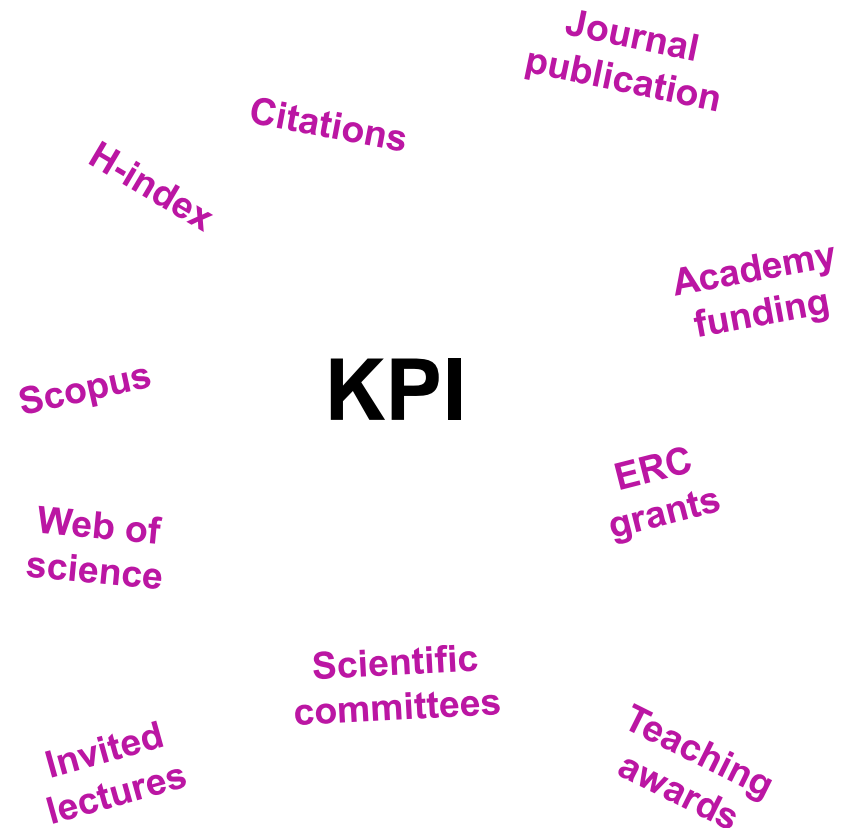 Journal
publication
Citations
H-index
Academy
funding
Scopus
KPI
ERC
grants
Web of
science
Scientific
committees
Invited
lectures
Teaching
awards